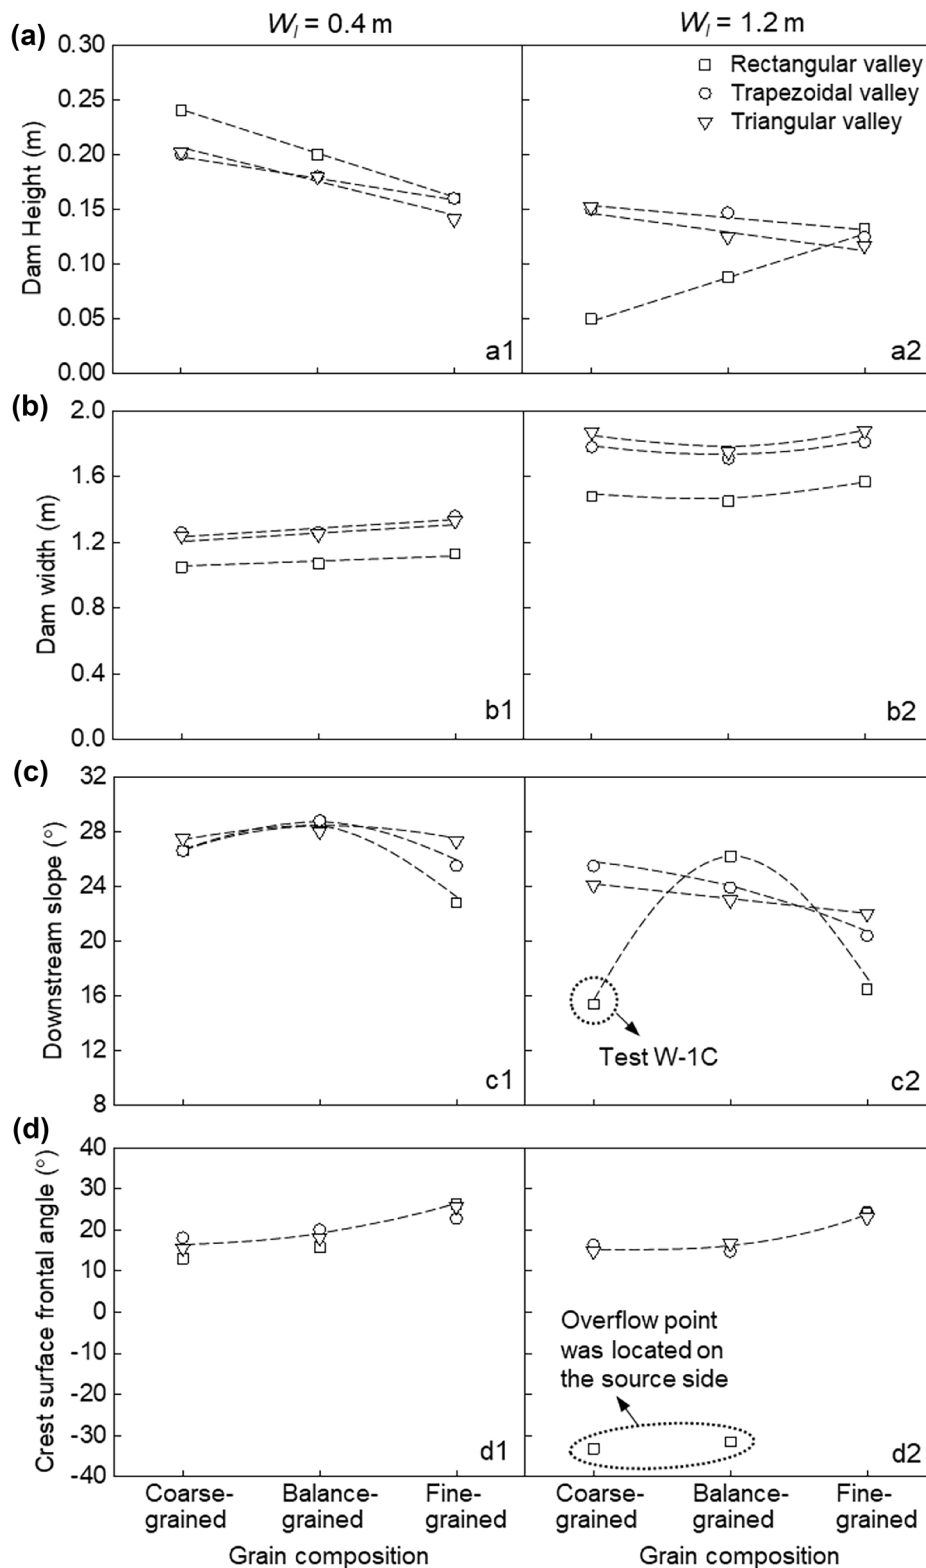 (a)
W_l = 0.4 m
W_l = 1.2 m
Dam Height (m)
0.30
0.25
0.20
0.15
0.10
0.05
0.00
Rectangular valley
Trapezoidal valley
Triangular valley
a1
a2
(b)
Dam width (m)
2.0
1.6
1.2
0.8
0.4
0.0
b1
b2
(c)
Downstream slope (°)
32
28
24
20
16
12
8
Test W-1C
c1
c2
(d)
Crest surface frontal angle (°)
40
30
20
10
0
-10
-20
-30
-40
Overflow point
was located on
the source side
d1
d2
Coarse-
grained
Balance-
grained
Fine-
grained
Coarse-
grained
Balance-
grained
Fine-
grained
Grain composition
Grain composition